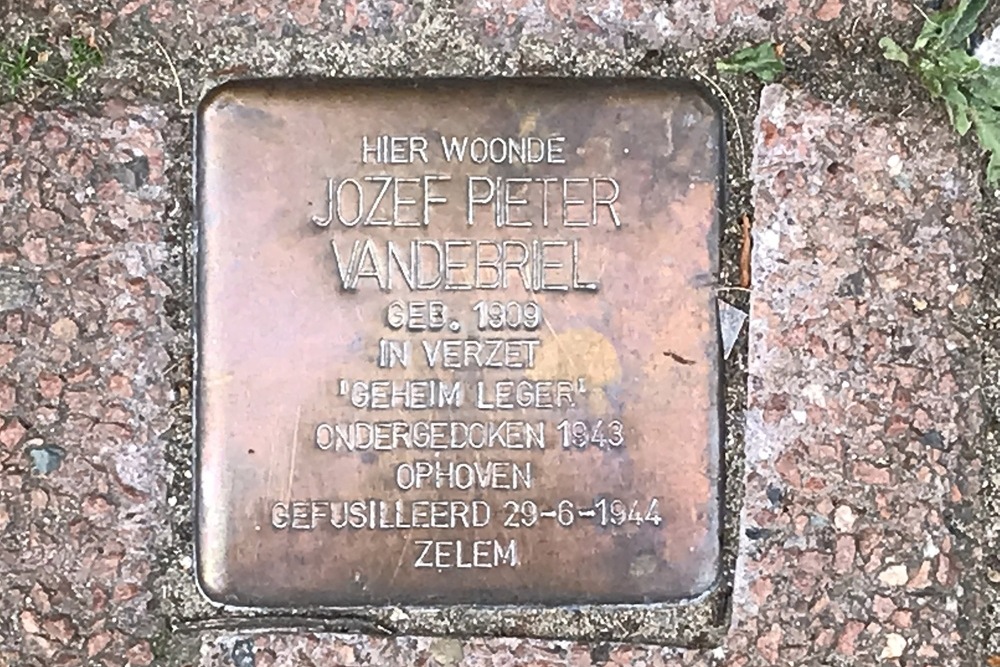 HIER WOONDE
JOZEF PIETER
VANDEBRIEL
GEB. 1909
IN VERZET
'GEHEIM LEGER'
ONDERGEDOKEN 1943
OPHOVEN
GEFUSILLEERD 29-6-1944
ZELEM